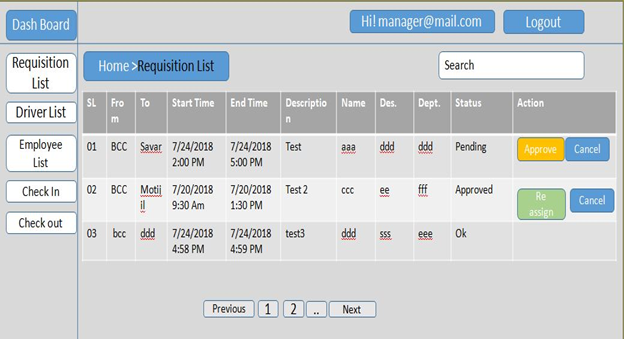 Dash Board
Hi! manager@mail.com
Logout
Requisition
List
Driver List
Employee
List
Check In
Check out
Home >Requisition List
Search
SL Fro To Start Time End Time Descriptio Name Des. Dept. Status Action
m n
01 BCC Savar 7/24/2018 7/24/2018 Test aaa ddd ddd Pending Approve Cancel
2:00 PM 5:00 PM
02 BCC Motij 7/20/2018 7/20/2018 Test 2 ccc ee fff Approved Re Cancel
il 9:30 Am 1:30 PM assign
03 bcc ddd 7/24/2018 7/24/2018 test3 ddd sss eee Ok
4:58 PM 4:59 PM
Previous 1 2 .. Next